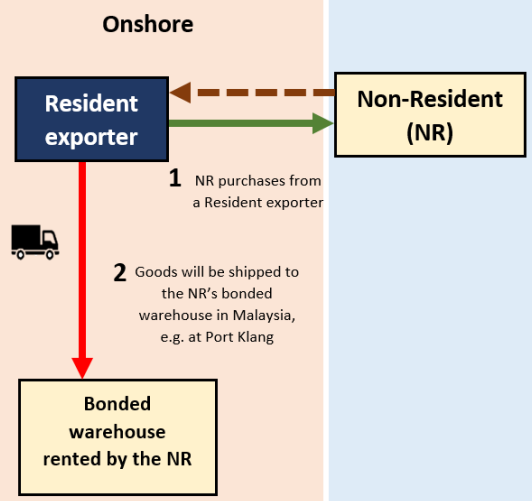 Onshore
Resident
exporter
Non-Resident
(NR)
1 NR purchases from
a Resident exporter
2 Goods will be shipped to
the NR's bonded
warehouse in Malaysia,
e.g. at Port Klang
Bonded
warehouse
rented by the NR